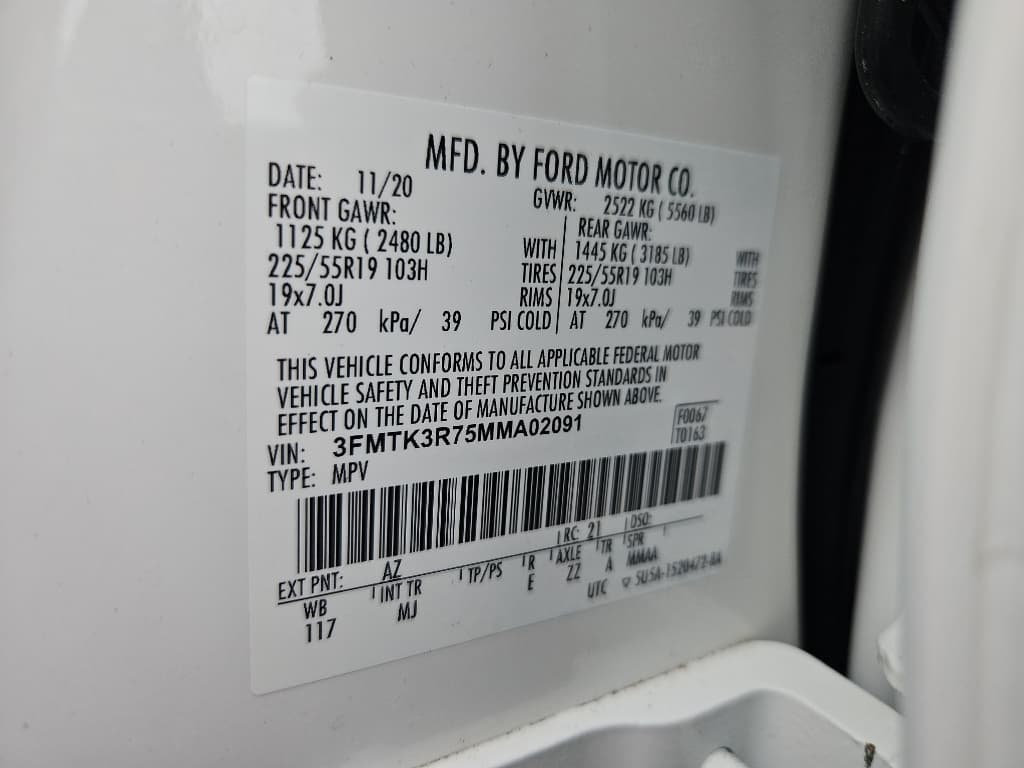 MFD. BY FORD MOTOR CO.
DATE: 11/20
GVWR: 2522 KG ( 5560 LB)
FRONT GAWR:
REAR GAWR:
1125 KG ( 2480 LB) WITH
1445 KG ( 3185 LB) WITH
225/55R19 103H TIRES
225/55R19 103H TIRES
19x7.0J RIMS
19x7.0J RIMS
AT 270 kPa/ 39 PSI COLD
AT 270 kPa/ 39 PSI COLD
THIS VEHICLE CONFORMS TO ALL APPLICABLE FEDERAL MOTOR
VEHICLE SAFETY AND THEFT PREVENTION STANDARDS IN
EFFECT ON THE DATE OF MANUFACTURE SHOWN ABOVE.
VIN: 3FMTK3R75MMA02091
F0067
TYPE: MPV
T0163
EXT PNT: AZ RC: 21 DSO:
WB INT TR TP/PS R AXLE TR SPR
117 MJ E ZZ A MMAA
UTC